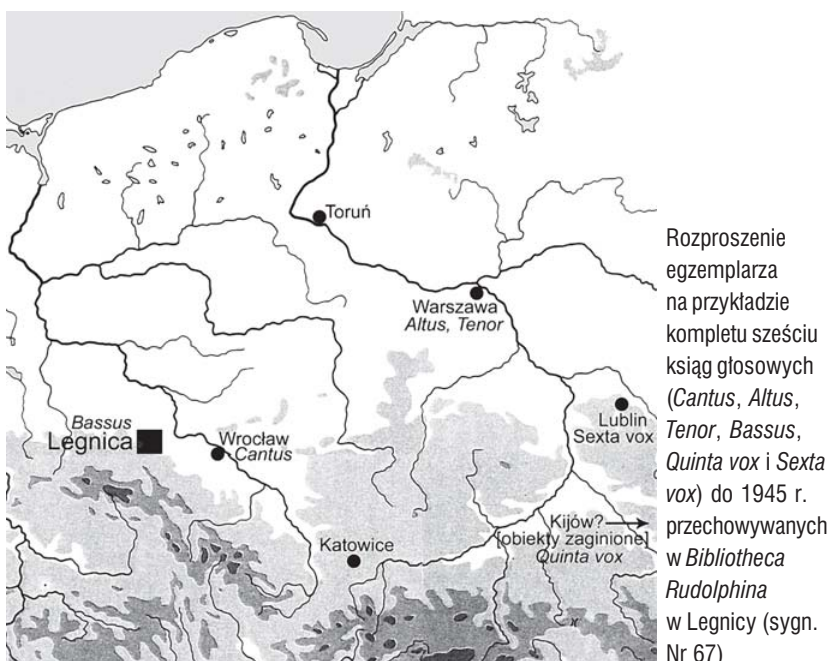 Toruń
Warszawa
Altus, Tenor
Bassus
Legnica
Wrocław
Cantus
Lublin
Sexta vox
Katowice
Kijów?
[obiekty zaginione]
Quinta vox
Rozproszenie
egzemplarza
na przykładzie
kompletu sześciu
ksiąg głosowych
(Cantus, Altus,
Tenor, Bassus,
Quinta vox i Sexta
vox) do 1945 r.
przechowywanych
w Bibliotheca
Rudolphina
w Legnicy (sygn.
Nr 67)